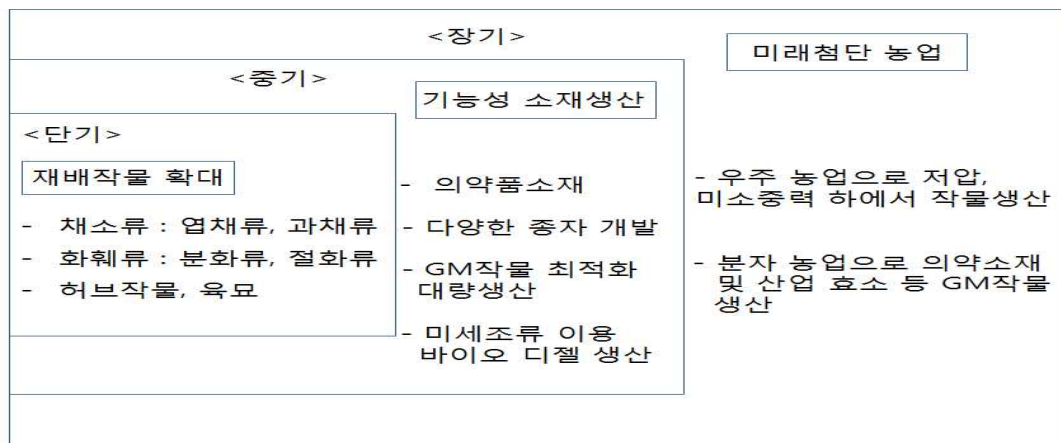 <장기>
미래첨단 농업
<중기>
기능성 소재생산
<단기>
재배작물 확대
- 채소류 : 엽채류, 과채류
- 화훼류 : 분화류, 절화류
- 허브작물, 육묘
- 의약품소재
- 다양한 종자 개발
- GM작물 최적화
대량생산
- 미세조류 이용
바이오 디젤 생산
- 우주 농업으로 저압,
미소중력 하에서 작물생산
- 분자 농업으로 의약소재
및 산업 효소 등 GM작물
생산